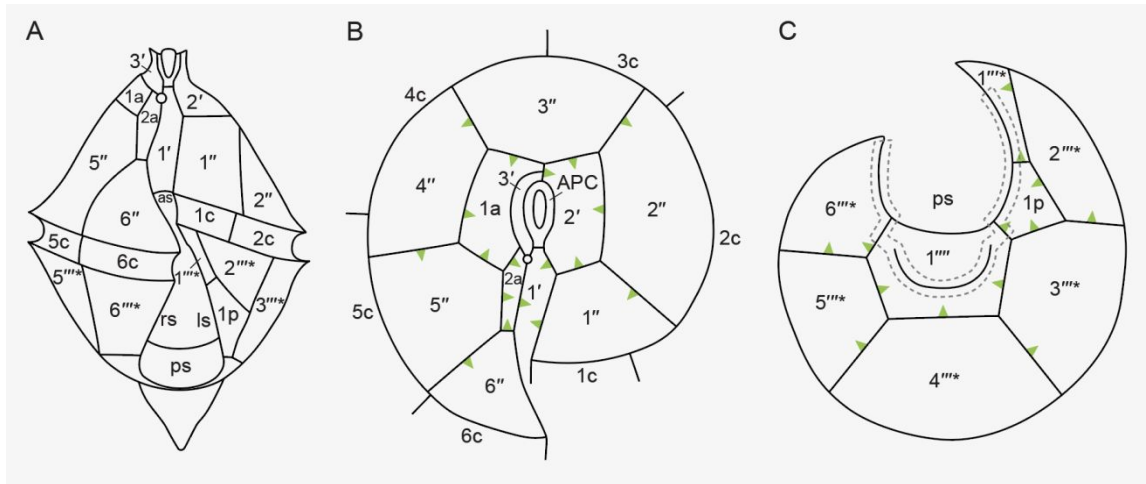 A
3′
1a
2a
2′
5″
1′
1″
2″
6″
as
1c
2c
5c
6c
1‴*
2‴*
5‴*
6‴*
3‴*
rs
ls
1p
ps
B
3c
4c
3″
4″
3′
APC
1a
2′
2″
2c
2a
1′
5″
5c
1″
1c
6″
6c
C
1‴*
2‴*
6‴*
ps
1p
1⁗
5‴*
3‴*
4‴*